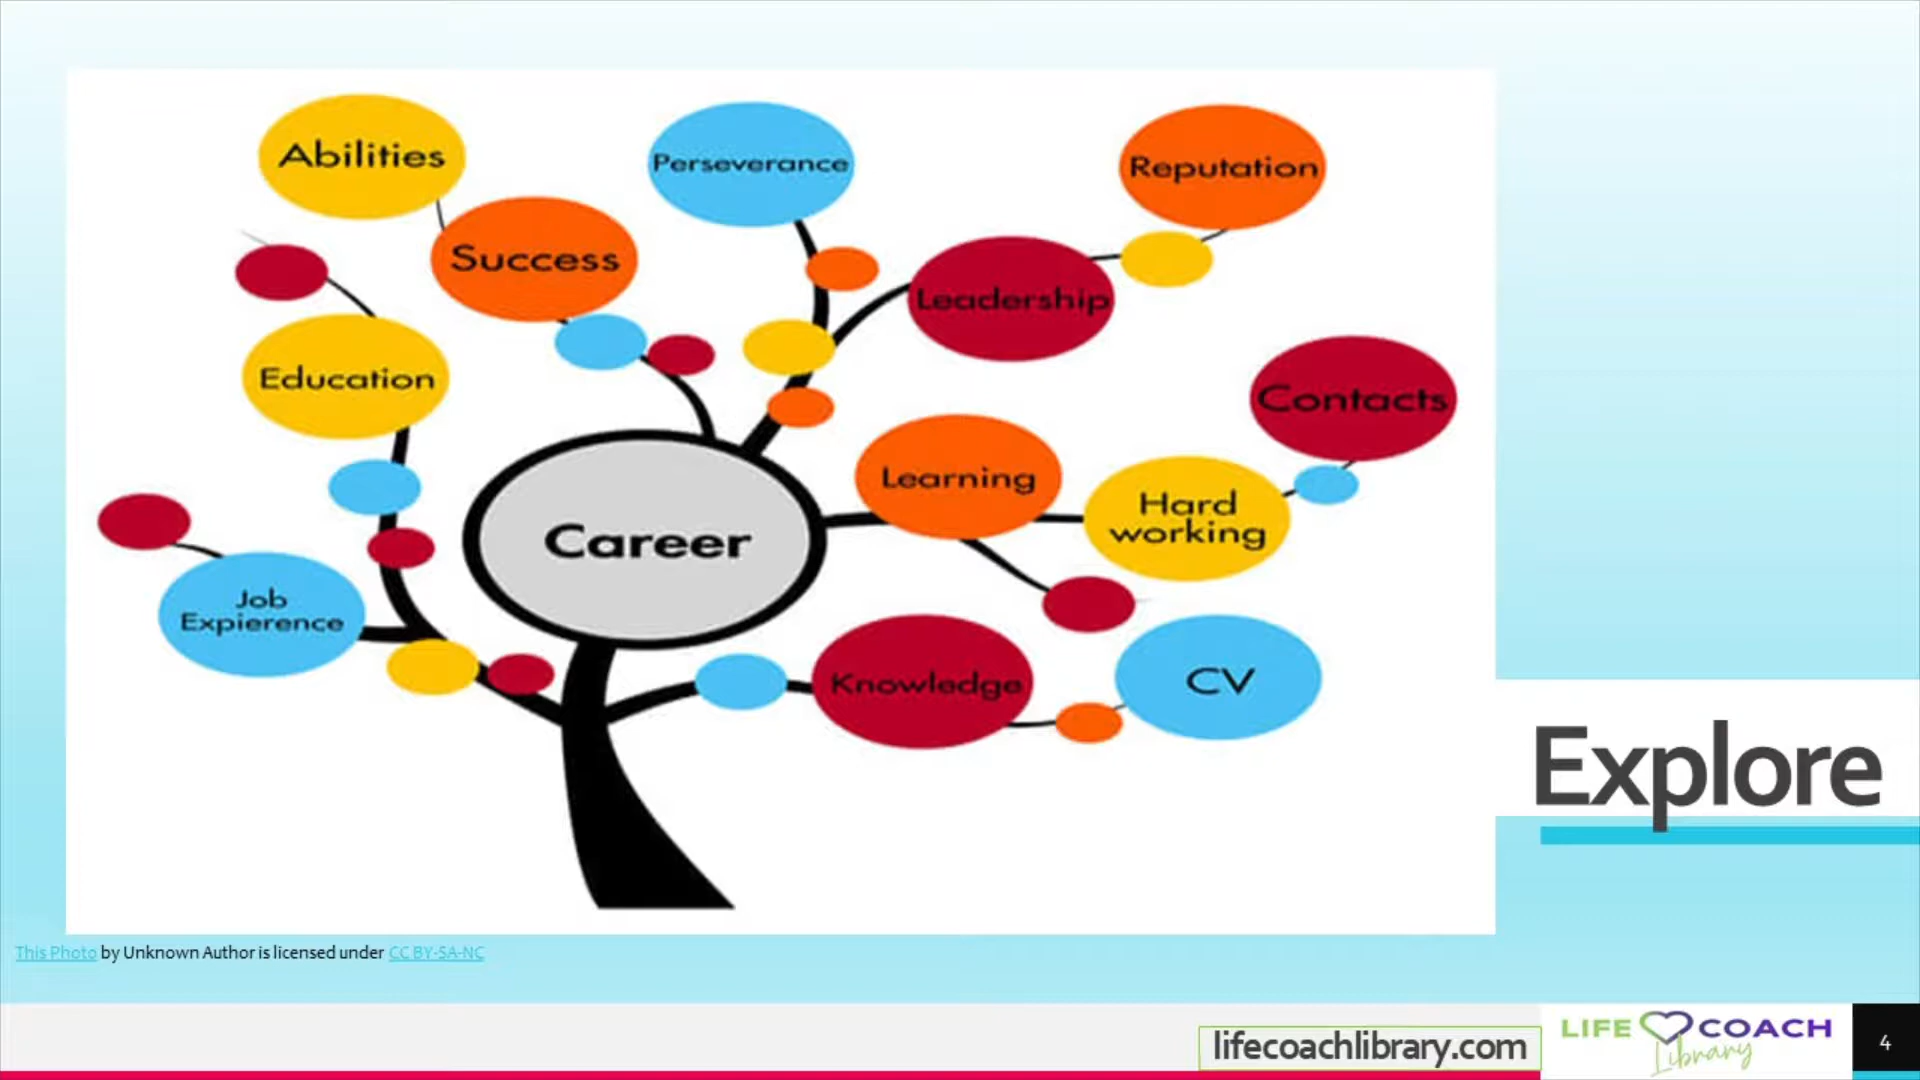 Abilities
Perseverance
Reputation
Success
Leadership
Education
Contacts
Learning
Hard
working
Career
Job
Expierence
Knowledge
CV
Explore
This Photo by Unknown Author is licensed under CC BY-SA-NC
lifecoachlibrary.com
LIFE COACH
Library
4